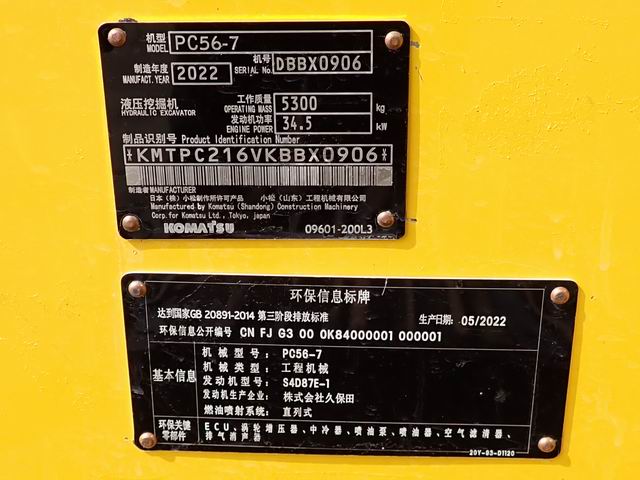 机型 MODEL PC56-7
机号 SERIAL No. DBBX0906
制造年度 MANUFACT. YEAR 2022
液压挖掘机 HYDRAULIC EXCAVATOR
工作质量 OPERATING MASS 5300 kg
发动机功率 ENGINE POWER 34.5 kW
制品识别号 Product Identification Number
*KMTPC216VKBBX0906*
制造者 MANUFACTURER
日本（株）小松制作所许可产品 小松（山东）工程机械有限公司
Manufactured by Komatsu (Shandong) Construction Machinery
Corp. for Komatsu Ltd., Tokyo, japan
KOMATSU 09601-200L3
环保信息标牌
达到国家GB 20891-2014 第三阶段排放标准 生产日期: 05/2022
环保信息公开编号 CN FJ G3 00 0K84000001 000001
基本信息
机械型号: PC56-7
机械类型: 工程机械
发动机型号: S4D87E-1
发动机生产企业: 株式会社久保田
燃油喷射系统: 直列式
环保关键零部件
ECU、涡轮增压器、中冷器、喷油泵、喷油器、空气滤清器、
排气消声器
20Y-93-D1120